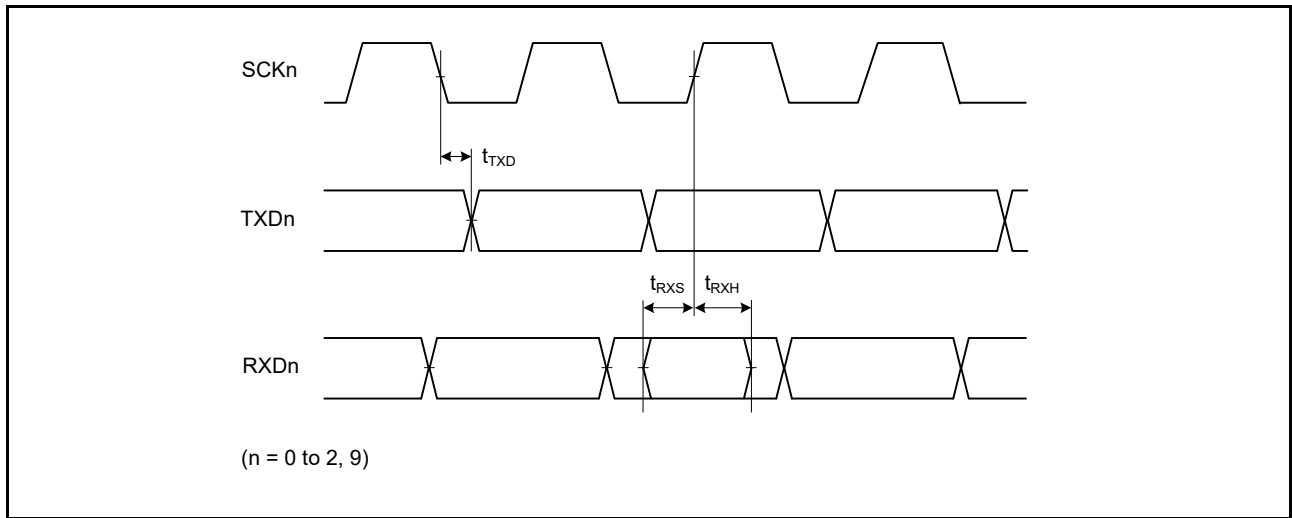 SCKn
tTXD
TXDn
tRXS tRXH
RXDn
(n = 0 to 2, 9)